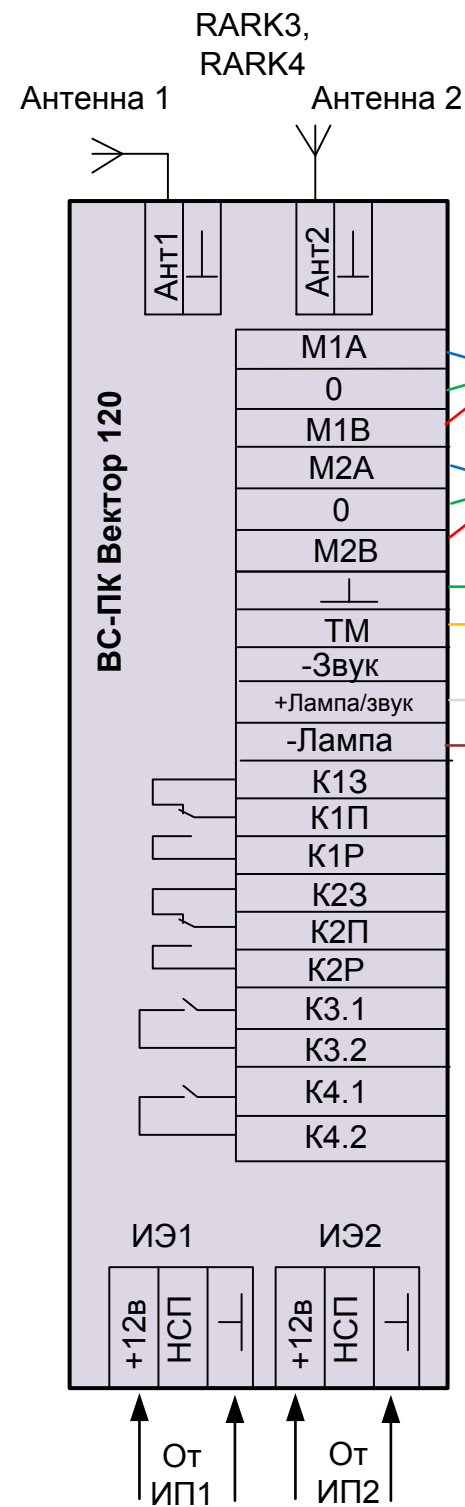 RARK3,
RARK4
Антенна 1
Антенна 2
Ант1
Ант2
ВС-ПК Вектор 120
М1А
0
М1В
М2А
0
М2В
ТМ
-Звук
+Лампа/звук
-Лампа
К1З
К1П
К1Р
К2З
К2П
К2Р
К3.1
К3.2
К4.1
К4.2
ИЭ1
ИЭ2
+12в
НСП
+12в
НСП
От
ИП1
От
ИП2